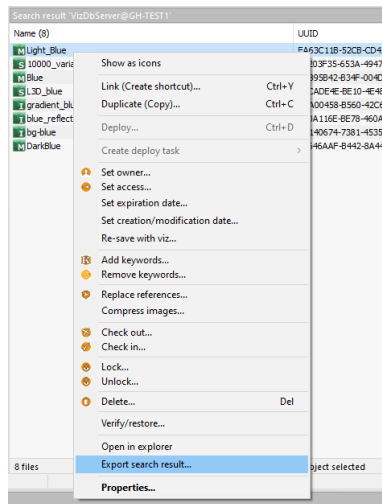 Search result 'VizDbServer@GH-TEST1'
Name (8) UUID
M Light_Blue EA63C11B-52CB-CD4
S 10000_varia 203F35-653A-4947
M Blue 395B42-B34F-004D
S L3D_blue CADE4E-BE10-4E4E
I gradient_blu A00458-B560-42C6
I blue_reflect 0A116E-BE78-460A
I bg-blue 140674-7381-4535
M DarkBlue 546AAF-B442-8A44
Show as icons
Link (Create shortcut)... Ctrl+Y
Duplicate (Copy)... Ctrl+C
Deploy... Ctrl+D
Create deploy task
Set owner...
Set access...
Set expiration date...
Set creation/modification date...
Re-save with viz...
Add keywords...
Remove keywords...
Replace references...
Compress images...
Check out...
Check in...
Lock...
Unlock...
Delete... Del
Verify/restore...
Open in explorer
Export search result...
Properties...
8 files bject selected